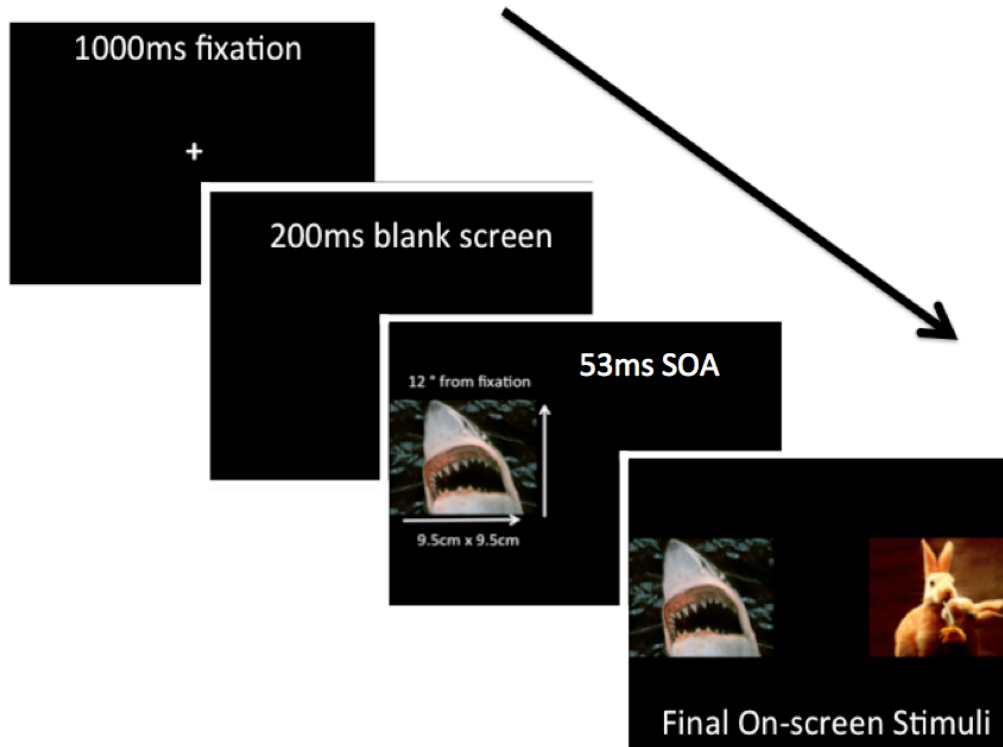 1000ms fixation
+
200ms blank screen
53ms SOA
12 ° from fixation
9.5cm x 9.5cm
Final On-screen Stimuli